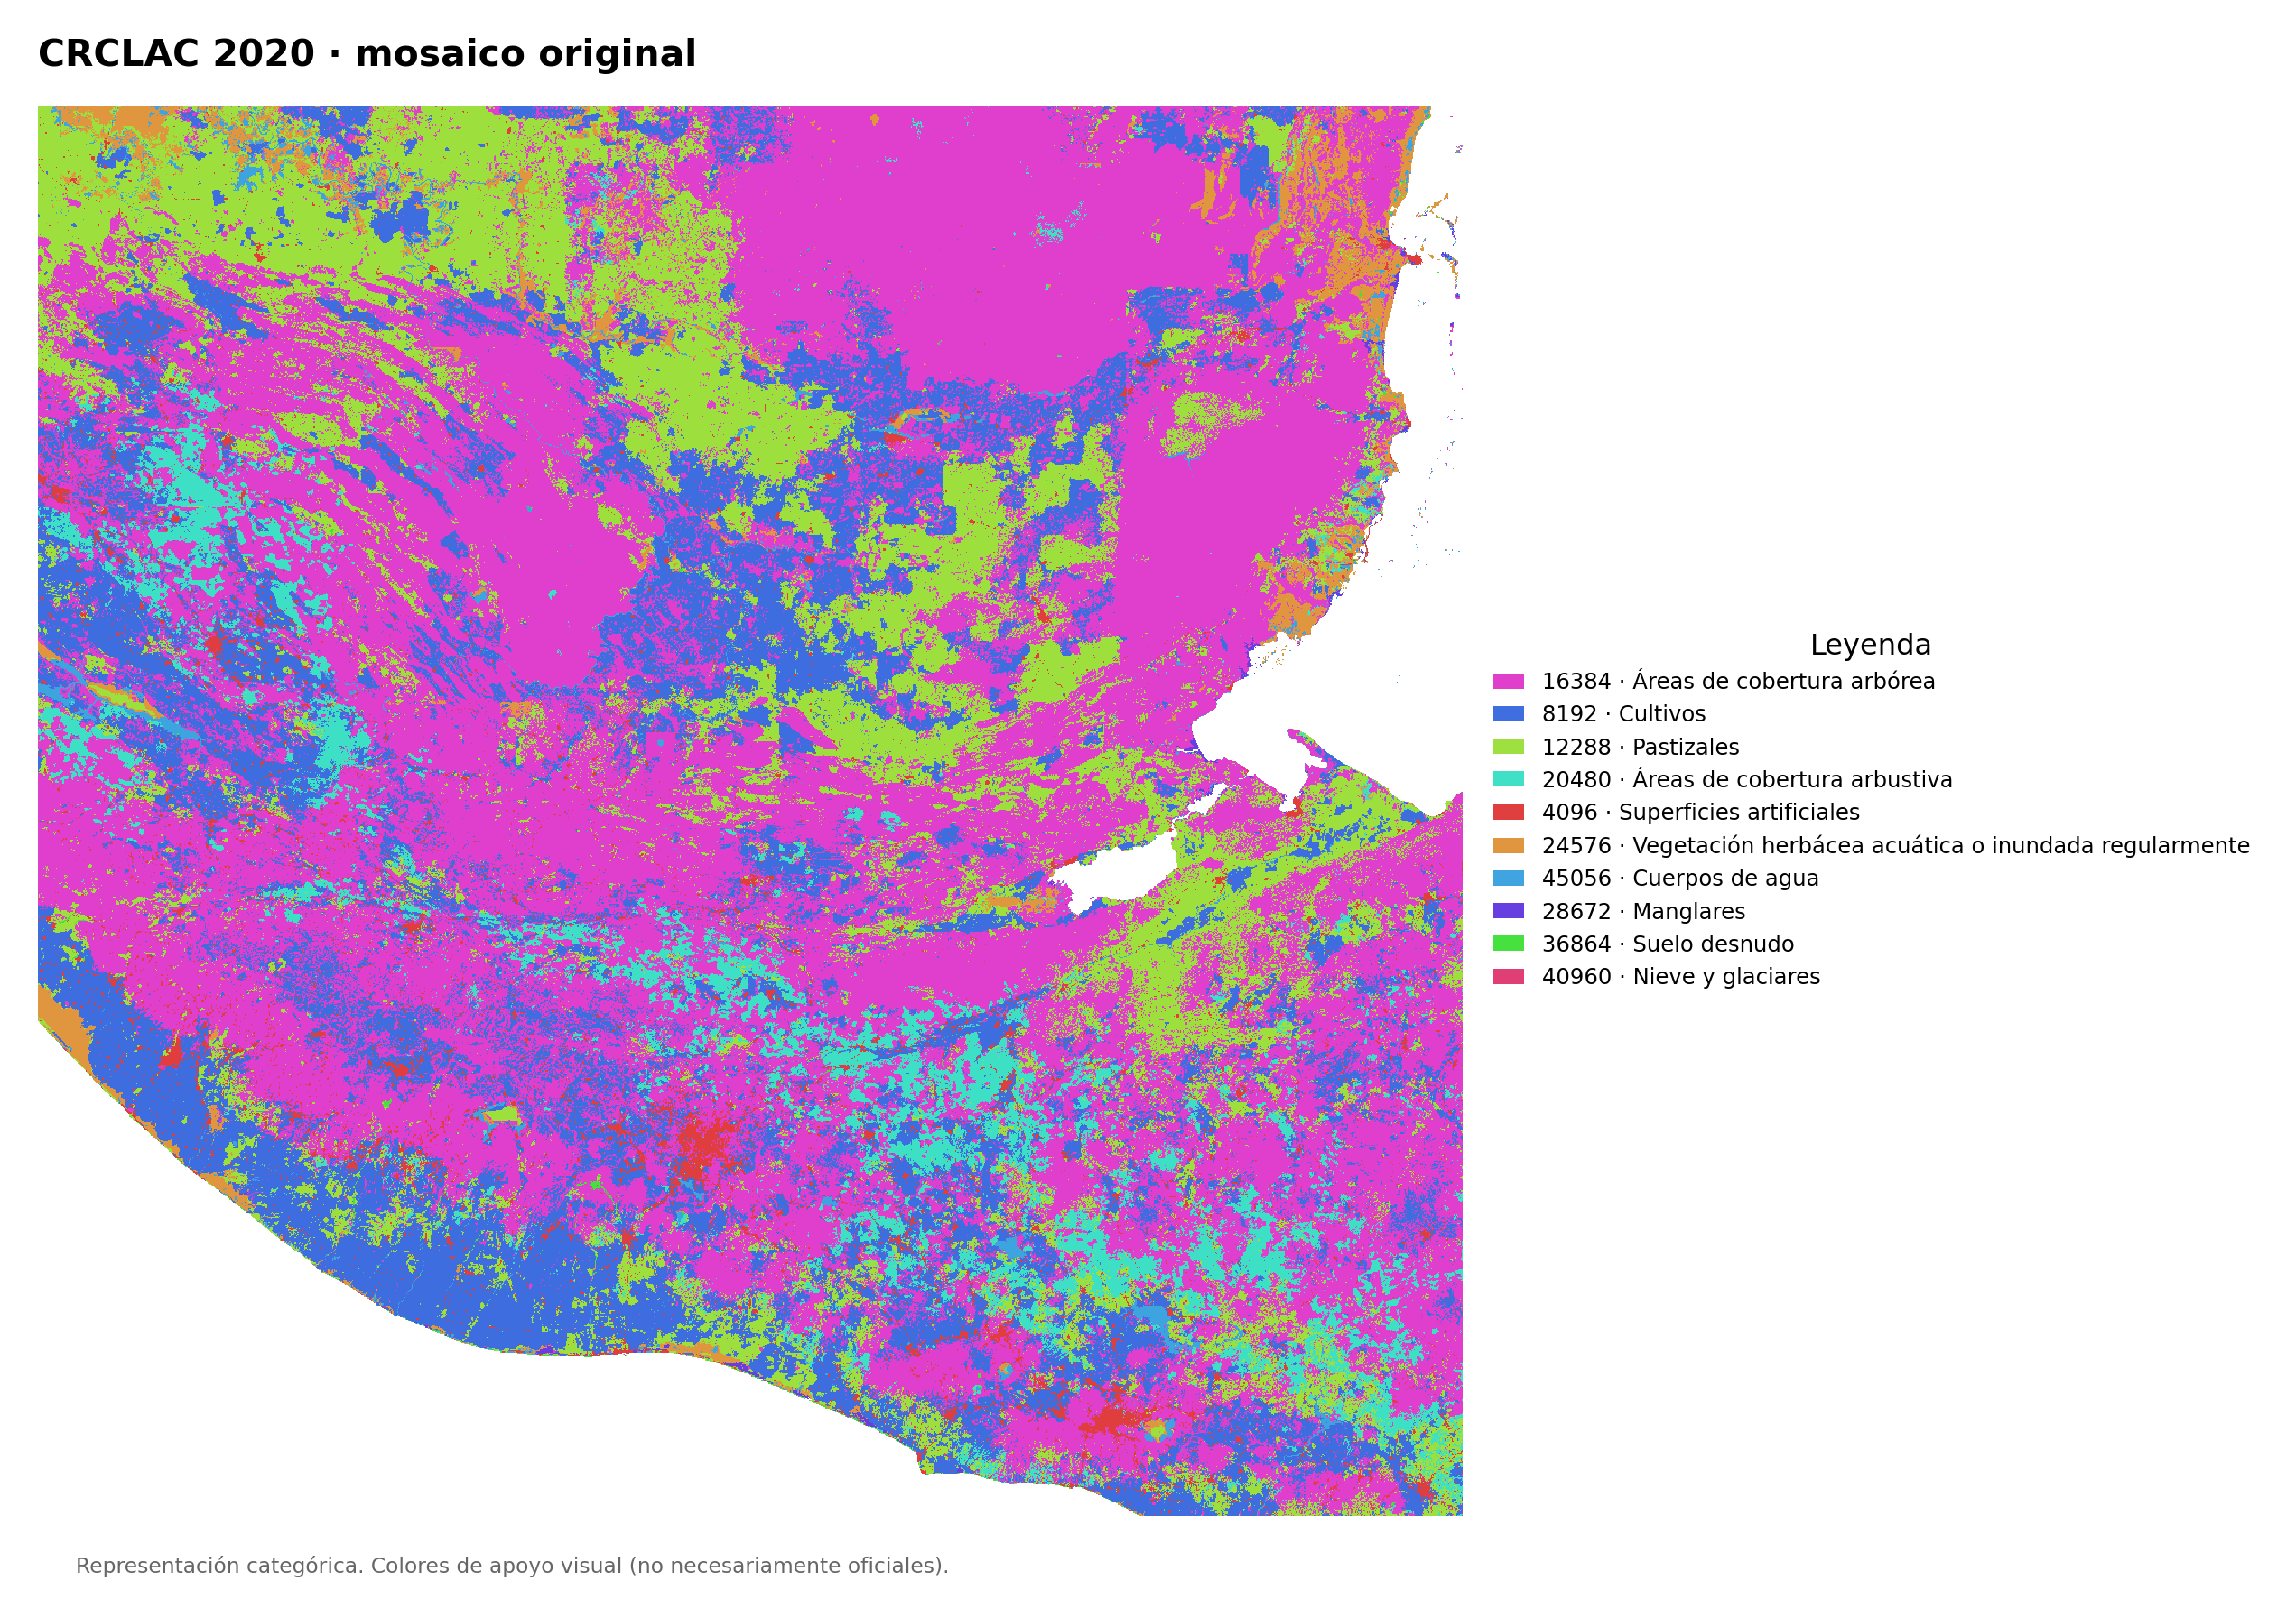 CRCLAC 2020 · mosaico original
Leyenda
16384 · Áreas de cobertura arbórea
8192 · Cultivos
12288 · Pastizales
20480 · Áreas de cobertura arbustiva
4096 · Superficies artificiales
24576 · Vegetación herbácea acuática o inundada regularmente
45056 · Cuerpos de agua
28672 · Manglares
36864 · Suelo desnudo
40960 · Nieve y glaciares
Representación categórica. Colores de apoyo visual (no necesariamente oficiales).